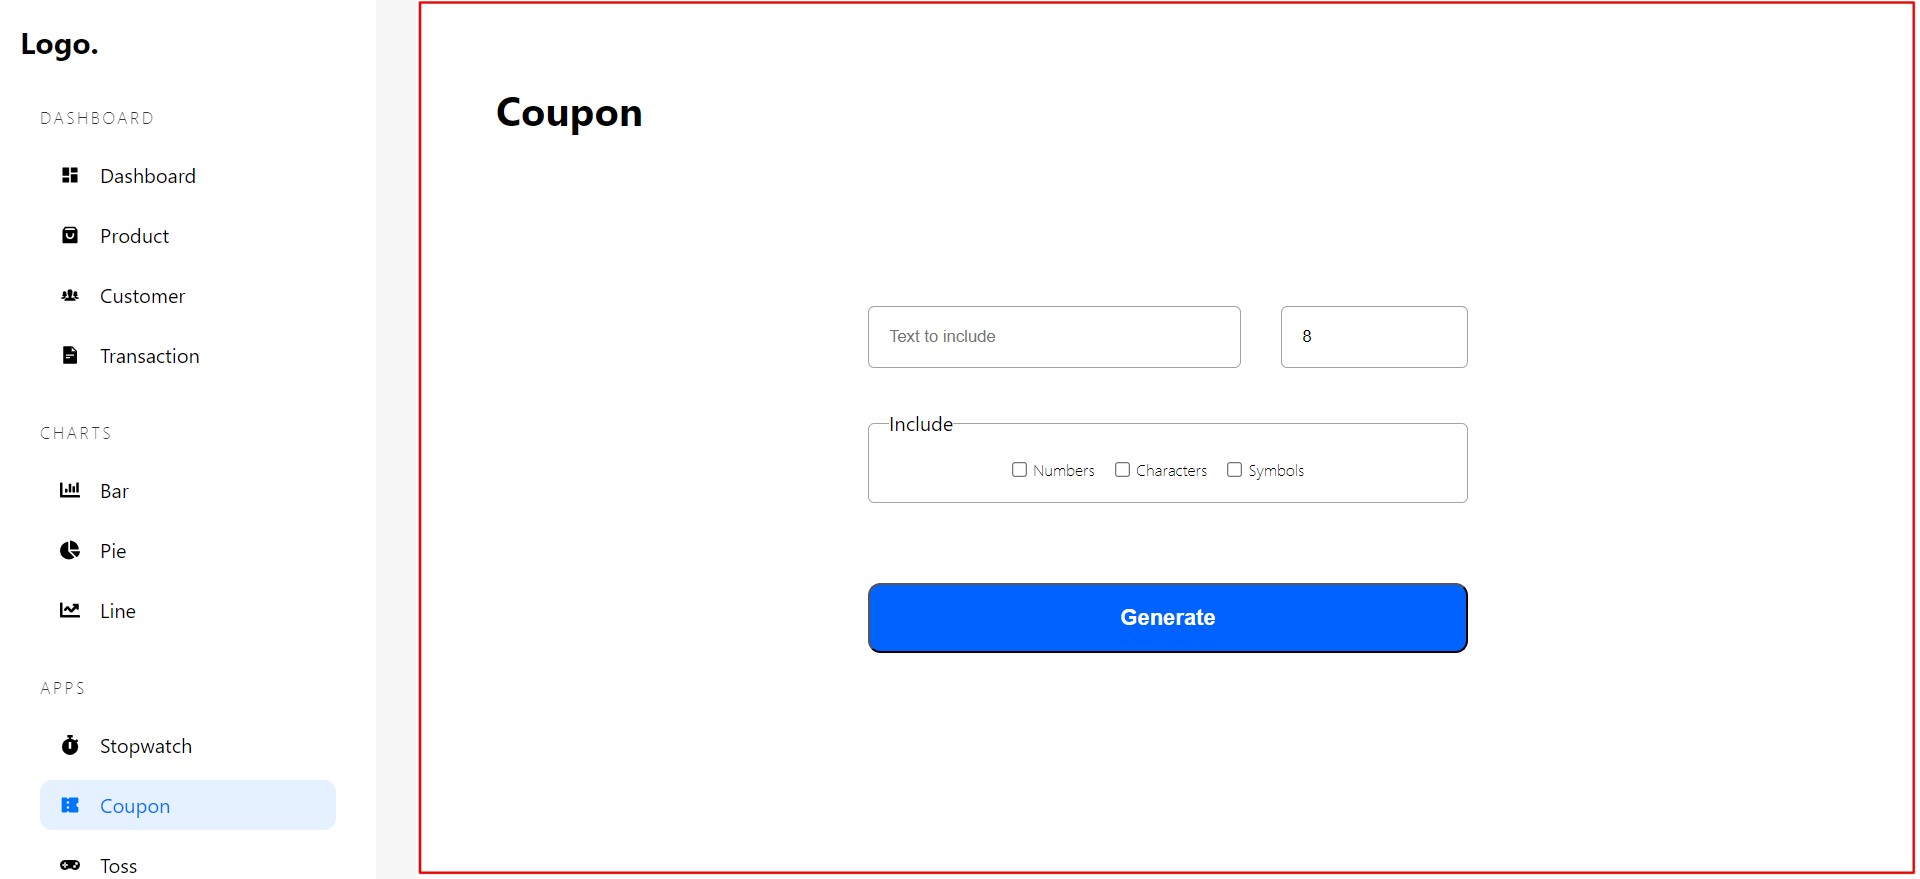 Logo.
DASHBOARD
Dashboard
Product
Customer
Transaction
CHARTS
Bar
Pie
Line
APPS
Stopwatch
Coupon
Toss
Coupon
Text to include
8
Include
Numbers Characters Symbols
Generate